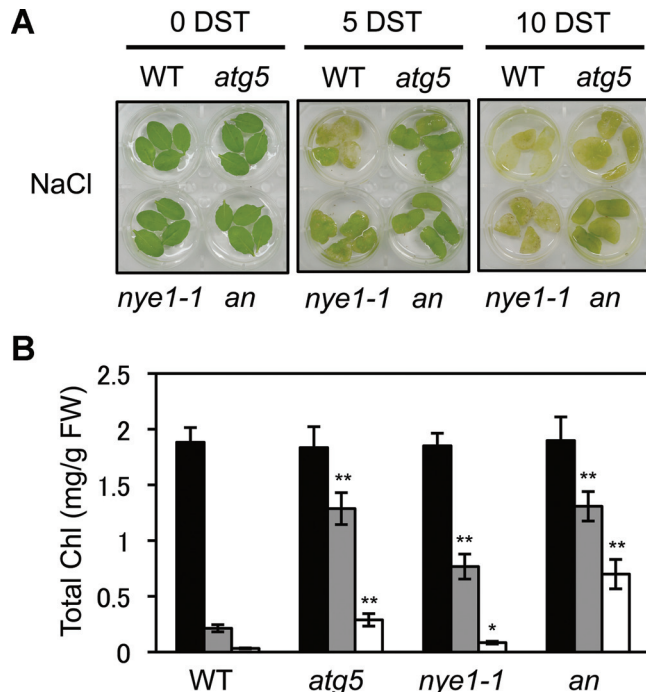 A
0 DST 5 DST 10 DST
WT atg5 WT atg5 WT atg5
NaCl
nye1-1 an nye1-1 an nye1-1 an
B
Total Chl (mg/g FW)
2.5
2
1.5
1
0.5
0
** ** **
** * **
WT atg5 nye1-1 an